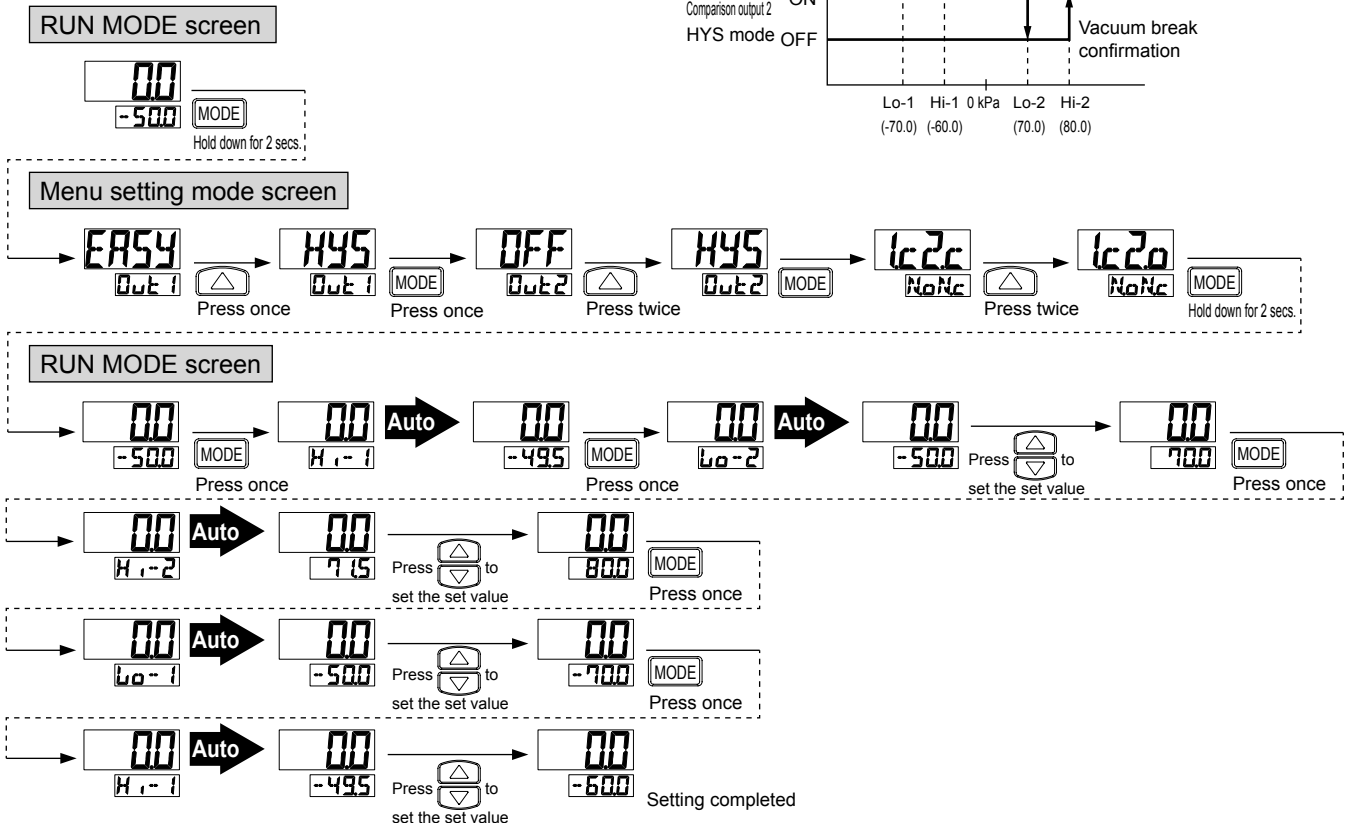 Comparison output 2
ON
HYS mode
OFF
Vacuum break
confirmation
Lo-1 Hi-1 0 kPa Lo-2 Hi-2
(-70.0) (-60.0) (70.0) (80.0)
RUN MODE screen
0.0
-50.0
MODE
Hold down for 2 secs.
Menu setting mode screen
EASY HYS OFF HYS 1.c2.c 1.c2.o
Out1 Out1 MODE Out2 Out2 MODE N.oN.c N.oN.c MODE
Press once Press once Press twice Press twice Hold down for 2 secs.
RUN MODE screen
0.0 0.0 Auto 0.0 0.0 Auto 0.0 0.0
-50.0 MODE Hi-1 -49.5 MODE Lo-2 -50.0 Press to 70.0 MODE
Press once Press once set the set value Press once
0.0 Auto 0.0 0.0
Hi-2 71.5 Press to 80.0 MODE
set the set value Press once
0.0 Auto 0.0 0.0
Lo-1 -50.0 Press to -70.0 MODE
set the set value Press once
0.0 Auto 0.0 0.0
Hi-1 -49.5 Press to -60.0 Setting completed
set the set value